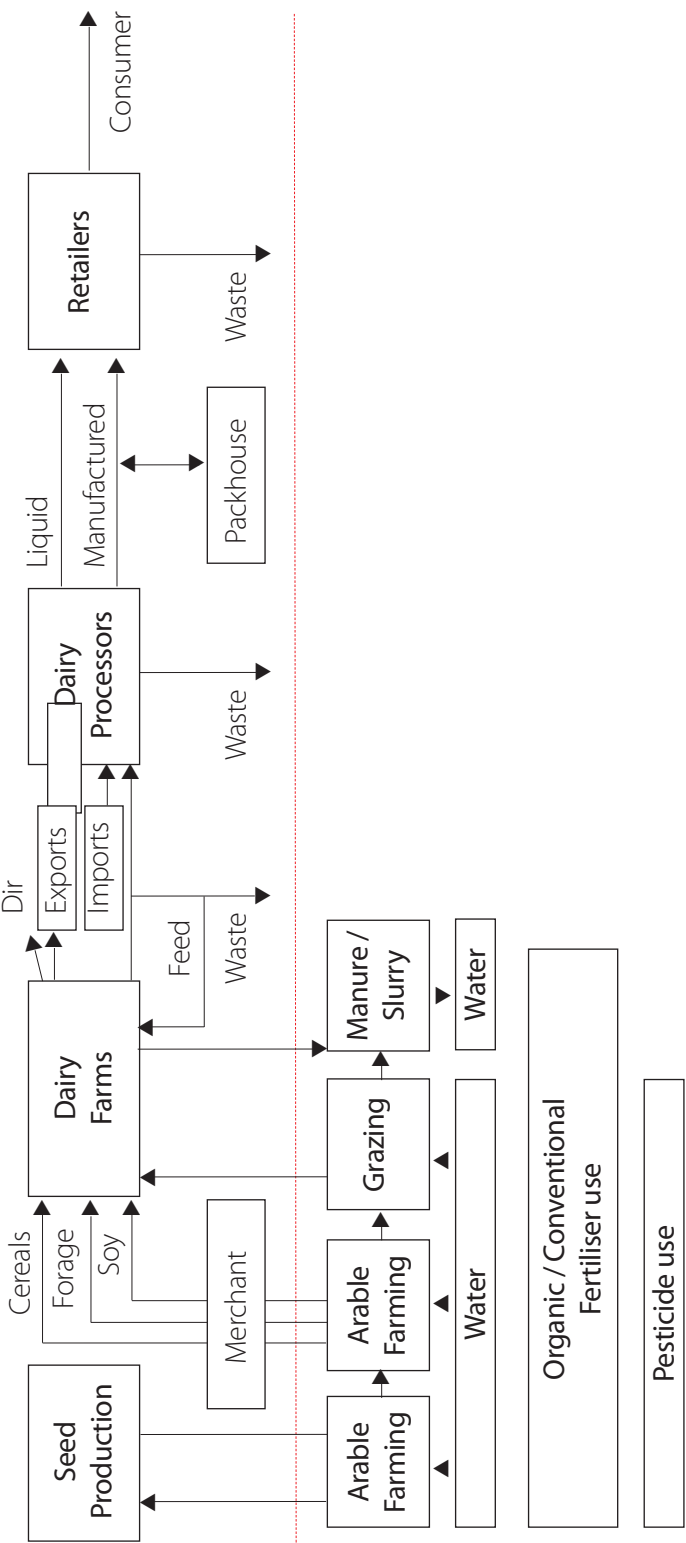 Seed
Production
Cereals
Forage
Soy
Merchant
Dairy
Farms
Dir
Exports
Imports
Feed
Waste
Dairy
Processors
Waste
Liquid
Manufactured
Packhouse
Retailers
Waste
Consumer
Arable
Farming
Arable
Farming
Grazing
Manure /
Slurry
Water
Water
Organic / Conventional
Fertiliser use
Pesticide use